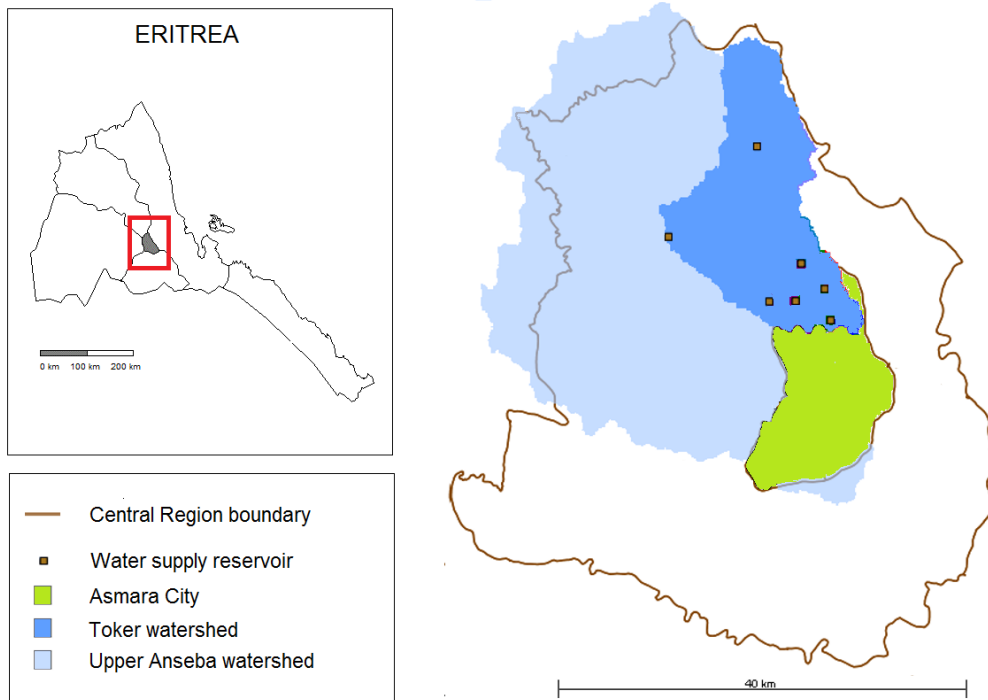 ERITREA
0 km 100 km 200 km
Central Region boundary
Water supply reservoir
Asmara City
Toker watershed
Upper Anseba watershed
40 km